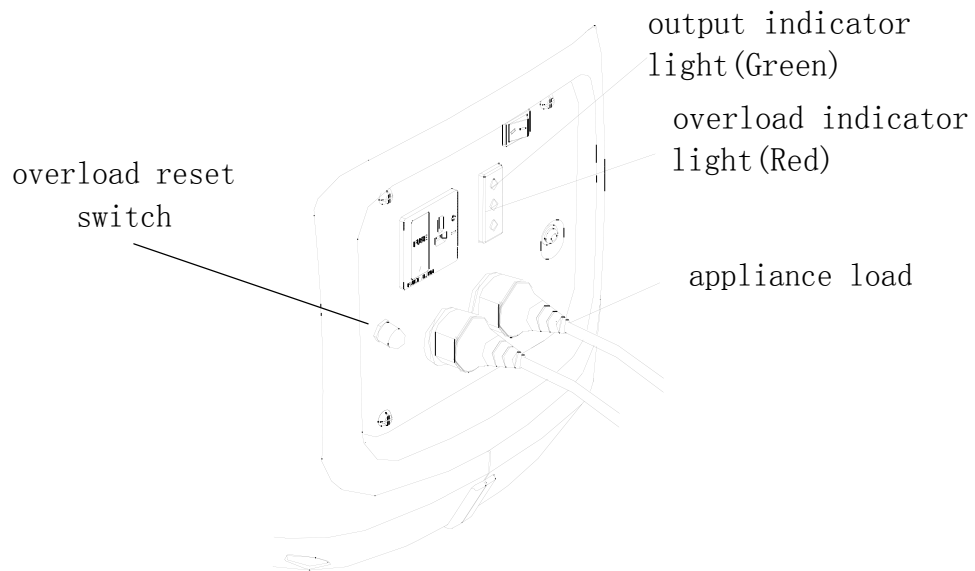 output indicator
light(Green)
overload indicator
light(Red)
overload reset
switch
appliance load